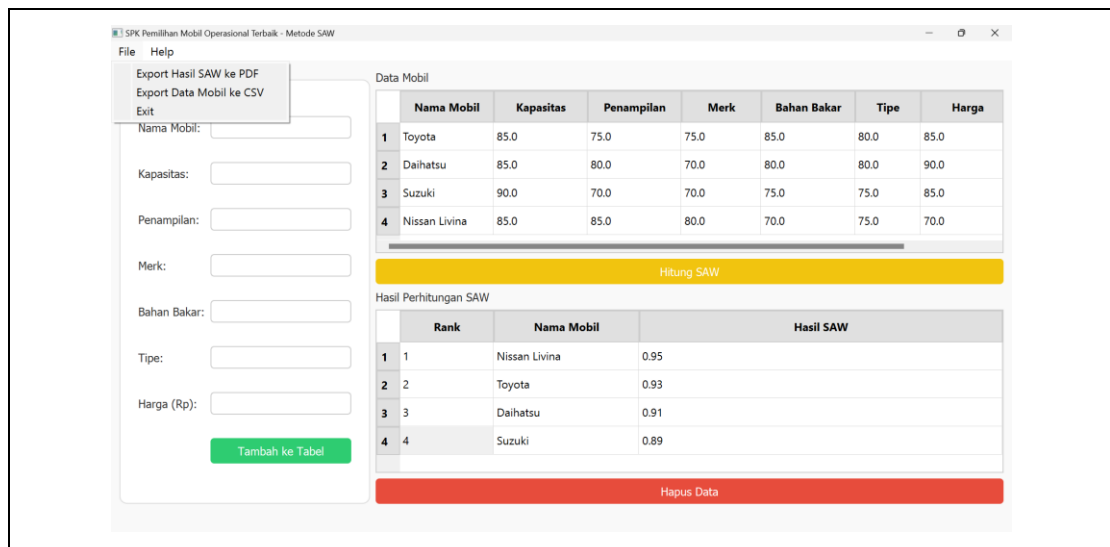 SPK Pemilihan Mobil Operasional Terbaik - Metode SAW
File Help
Export Hasil SAW ke PDF
Export Data Mobil ke CSV
Exit
Nama Mobil:
Kapasitas:
Penampilan:
Merk:
Bahan Bakar:
Tipe:
Harga (Rp):
Tambah ke Tabel
Data Mobil
Nama Mobil Kapasitas Penampilan Merk Bahan Bakar Tipe Harga
1 Toyota 85.0 75.0 75.0 85.0 80.0 85.0
2 Daihatsu 85.0 80.0 70.0 80.0 80.0 90.0
3 Suzuki 90.0 70.0 70.0 75.0 75.0 85.0
4 Nissan Livina 85.0 85.0 80.0 70.0 75.0 70.0
Hitung SAW
Hasil Perhitungan SAW
Rank Nama Mobil Hasil SAW
1 1 Nissan Livina 0.95
2 2 Toyota 0.93
3 3 Daihatsu 0.91
4 4 Suzuki 0.89
Hapus Data